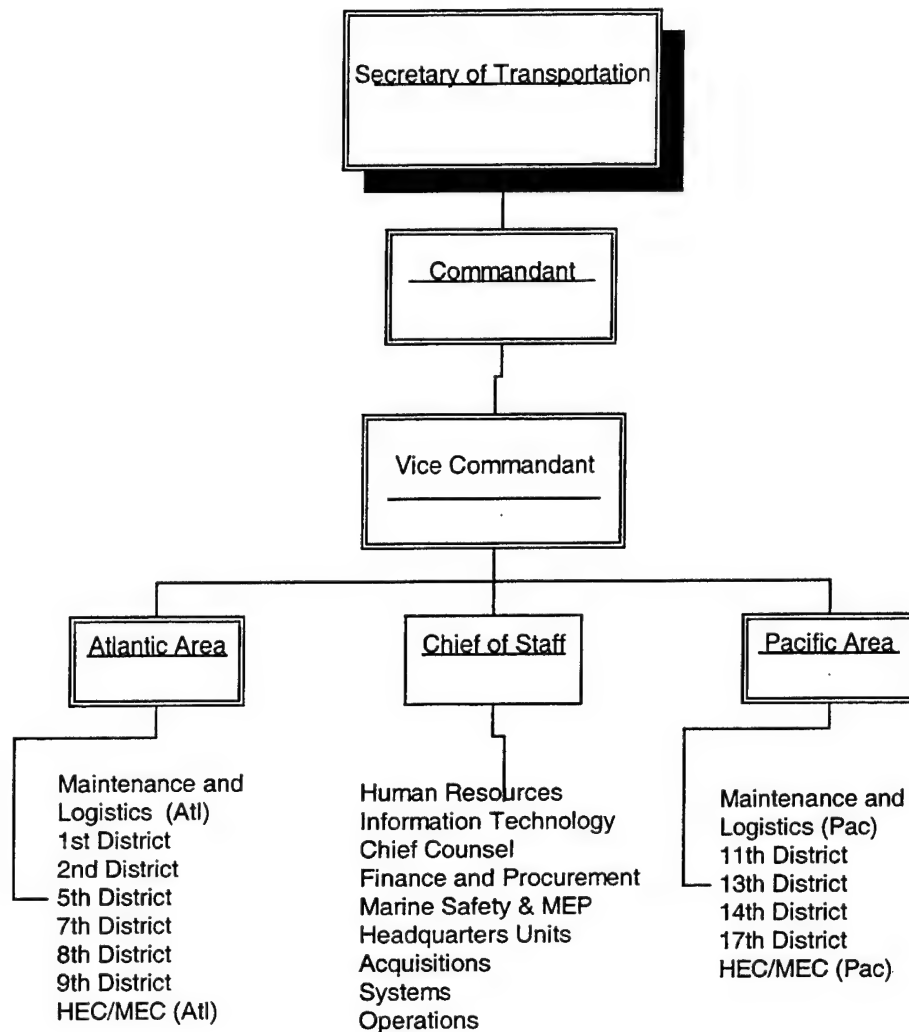 Secretary of Transportation
Commandant
Vice Commandant
Atlantic Area
Chief of Staff
Pacific Area
Maintenance and
Logistics (Atl)
1st District
2nd District
5th District
7th District
8th District
9th District
HEC/MEC (Atl)
Human Resources
Information Technology
Chief Counsel
Finance and Procurement
Marine Safety & MEP
Headquarters Units
Acquisitions
Systems
Operations
Maintenance and
Logistics (Pac)
11th District
13th District
14th District
17th District
HEC/MEC (Pac)